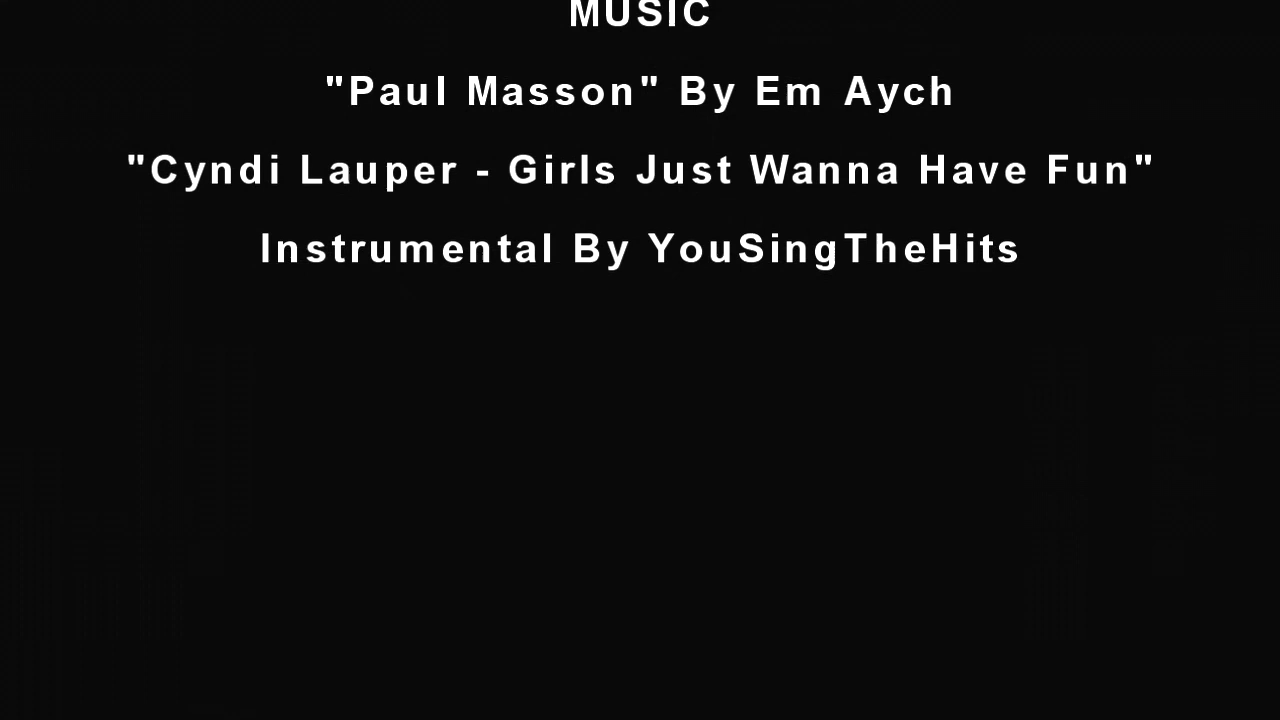 MUSIC
"Paul Masson" By Em Aych
"Cyndi Lauper - Girls Just Wanna Have Fun"
Instrumental By YouSingTheHits